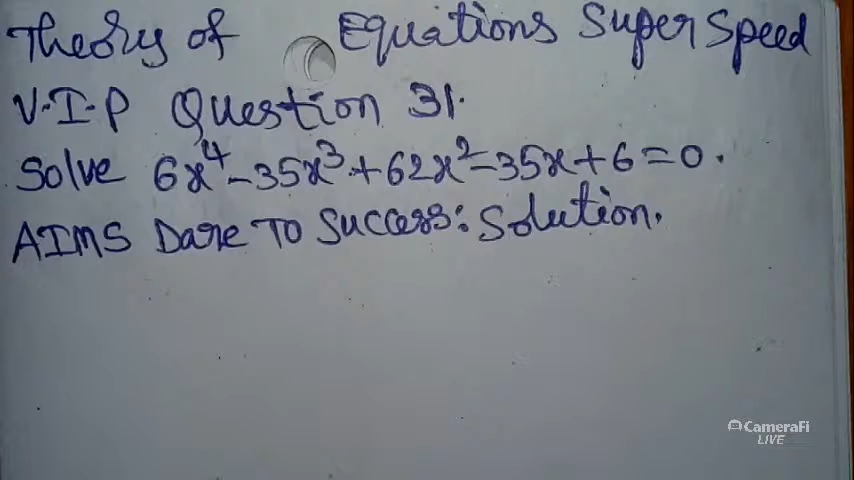 Theory of Equations Super Speed
V.I.P Question 31.
Solve 6x⁴-35x³+62x²-35x+6=0.
AIMS Dare To Success: Solution.
CameraFi
LIVE